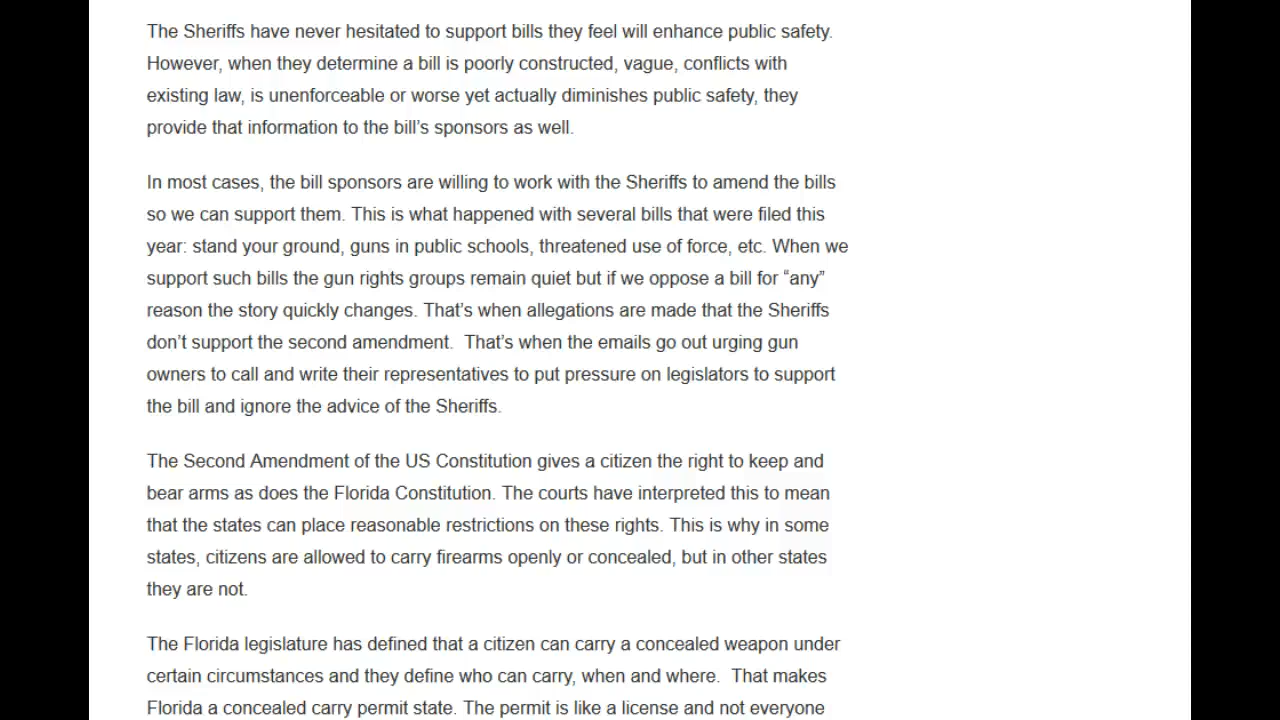 The Sheriffs have never hesitated to support bills they feel will enhance public safety.
However, when they determine a bill is poorly constructed, vague, conflicts with
existing law, is unenforceable or worse yet actually diminishes public safety, they
provide that information to the bill's sponsors as well.
In most cases, the bill sponsors are willing to work with the Sheriffs to amend the bills
so we can support them. This is what happened with several bills that were filed this
year: stand your ground, guns in public schools, threatened use of force, etc. When we
support such bills the gun rights groups remain quiet but if we oppose a bill for “any”
reason the story quickly changes. That’s when allegations are made that the Sheriffs
don’t support the second amendment.  That’s when the emails go out urging gun
owners to call and write their representatives to put pressure on legislators to support
the bill and ignore the advice of the Sheriffs.
The Second Amendment of the US Constitution gives a citizen the right to keep and
bear arms as does the Florida Constitution. The courts have interpreted this to mean
that the states can place reasonable restrictions on these rights. This is why in some
states, citizens are allowed to carry firearms openly or concealed, but in other states
they are not.
The Florida legislature has defined that a citizen can carry a concealed weapon under
certain circumstances and they define who can carry, when and where.  That makes
Florida a concealed carry permit state. The permit is like a license and not everyone